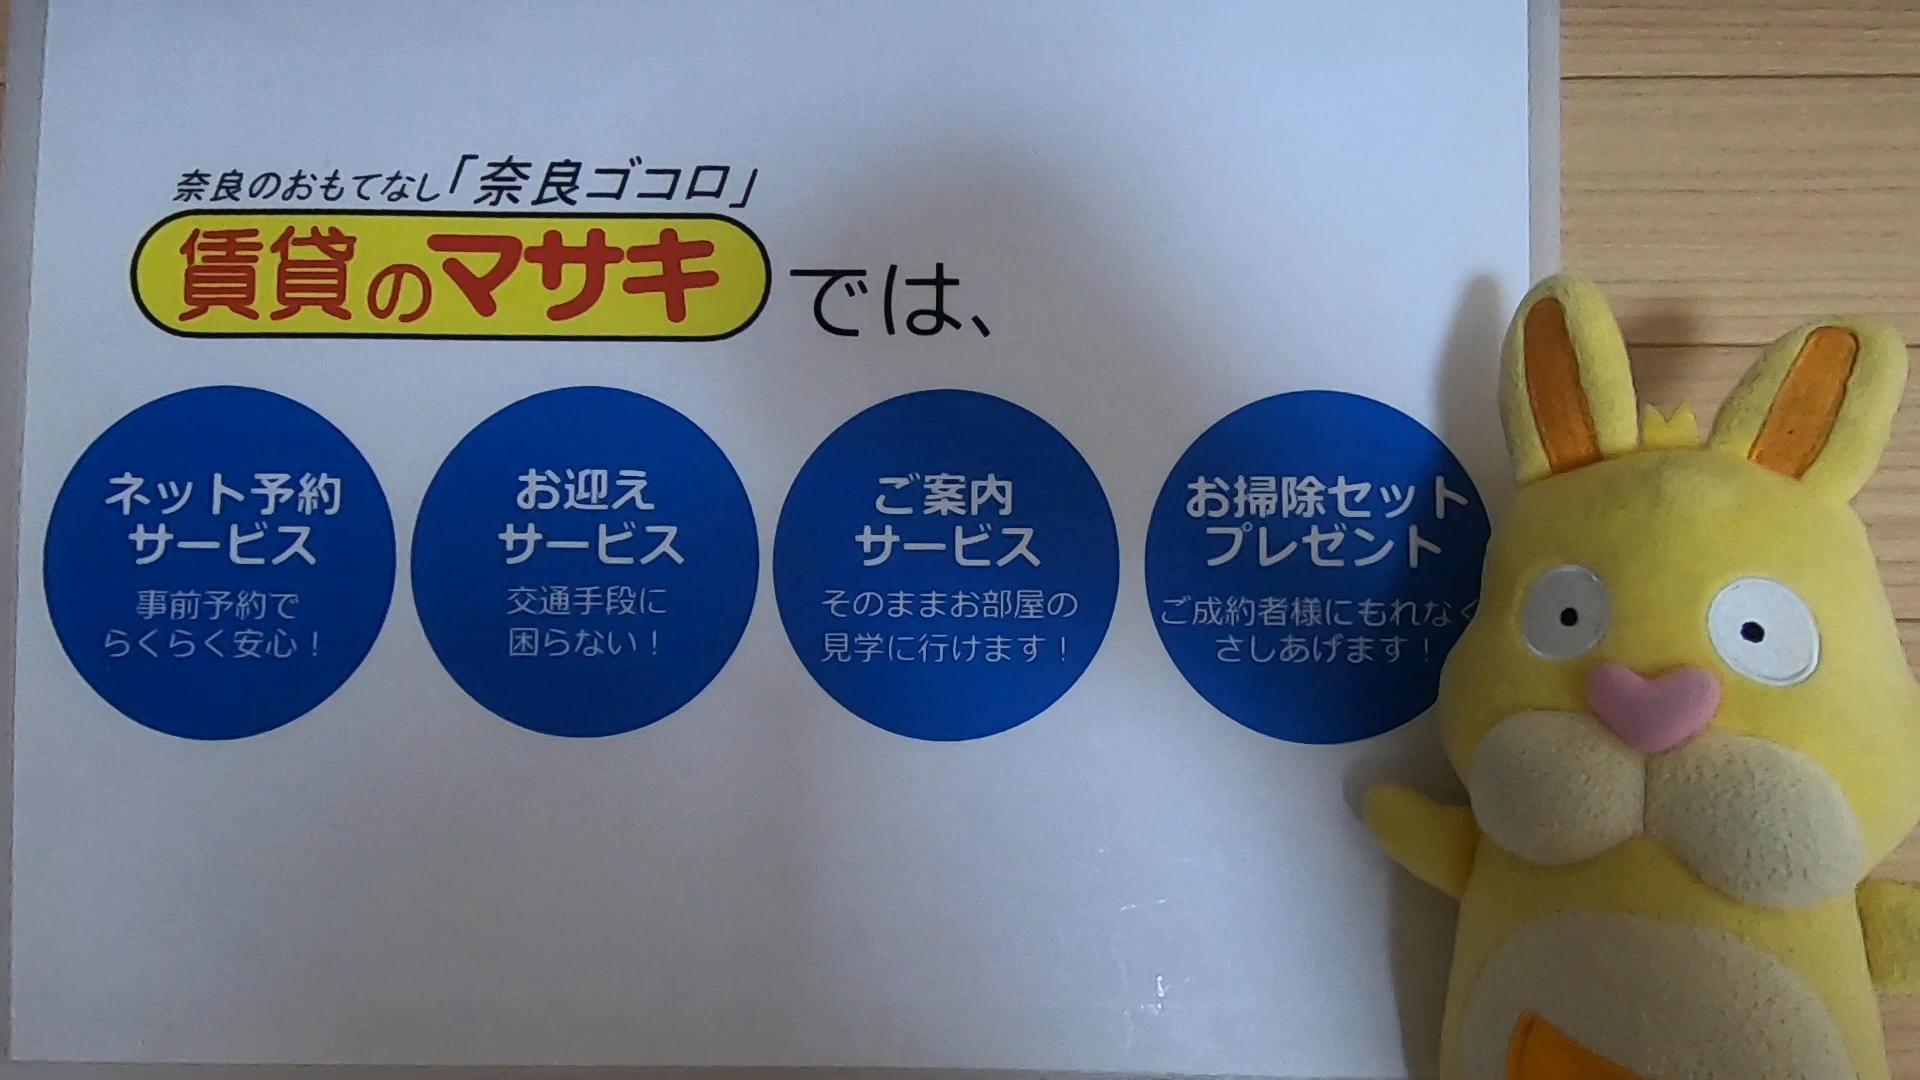 奈良のおもてなし「奈良ゴコロ」
賃貸のマサキでは、
ネット予約
サービス
事前予約で
らくらく安心！
お迎え
サービス
交通手段に
困らない！
ご案内
サービス
そのままお部屋の
見学に行けます！
お掃除セット
プレゼント
ご成約者様にもれなく
さしあげます！